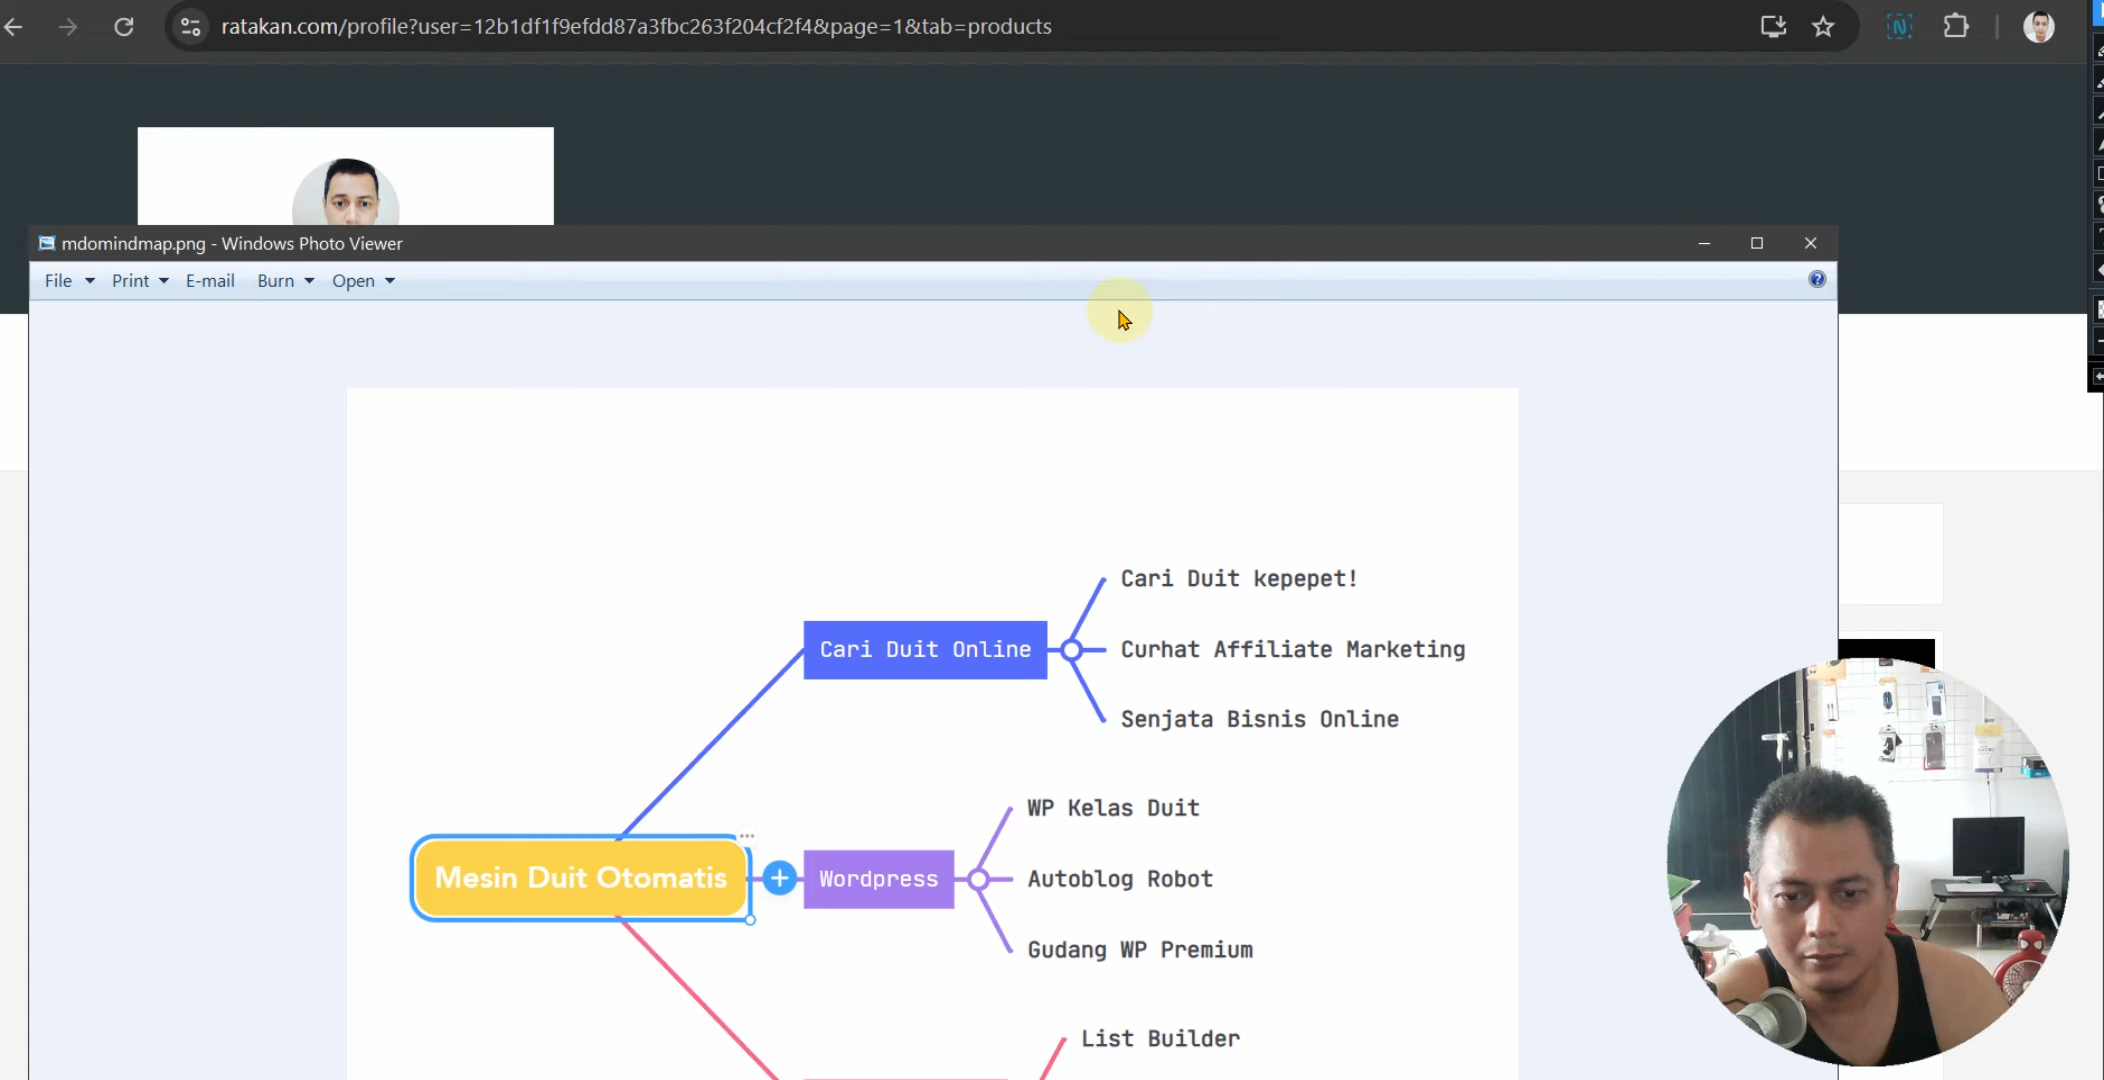 ratakan.com/profile?user=12b1df1f9efdd87a3fbc263f204cf2f4&page=1&tab=products
mdomindmap.png - Windows Photo Viewer
File Print E-mail Burn Open
Cari Duit kepepet!
Cari Duit Online
Curhat Affiliate Marketing
Senjata Bisnis Online
WP Kelas Duit
Mesin Duit Otomatis
Wordpress
Autoblog Robot
Gudang WP Premium
List Builder